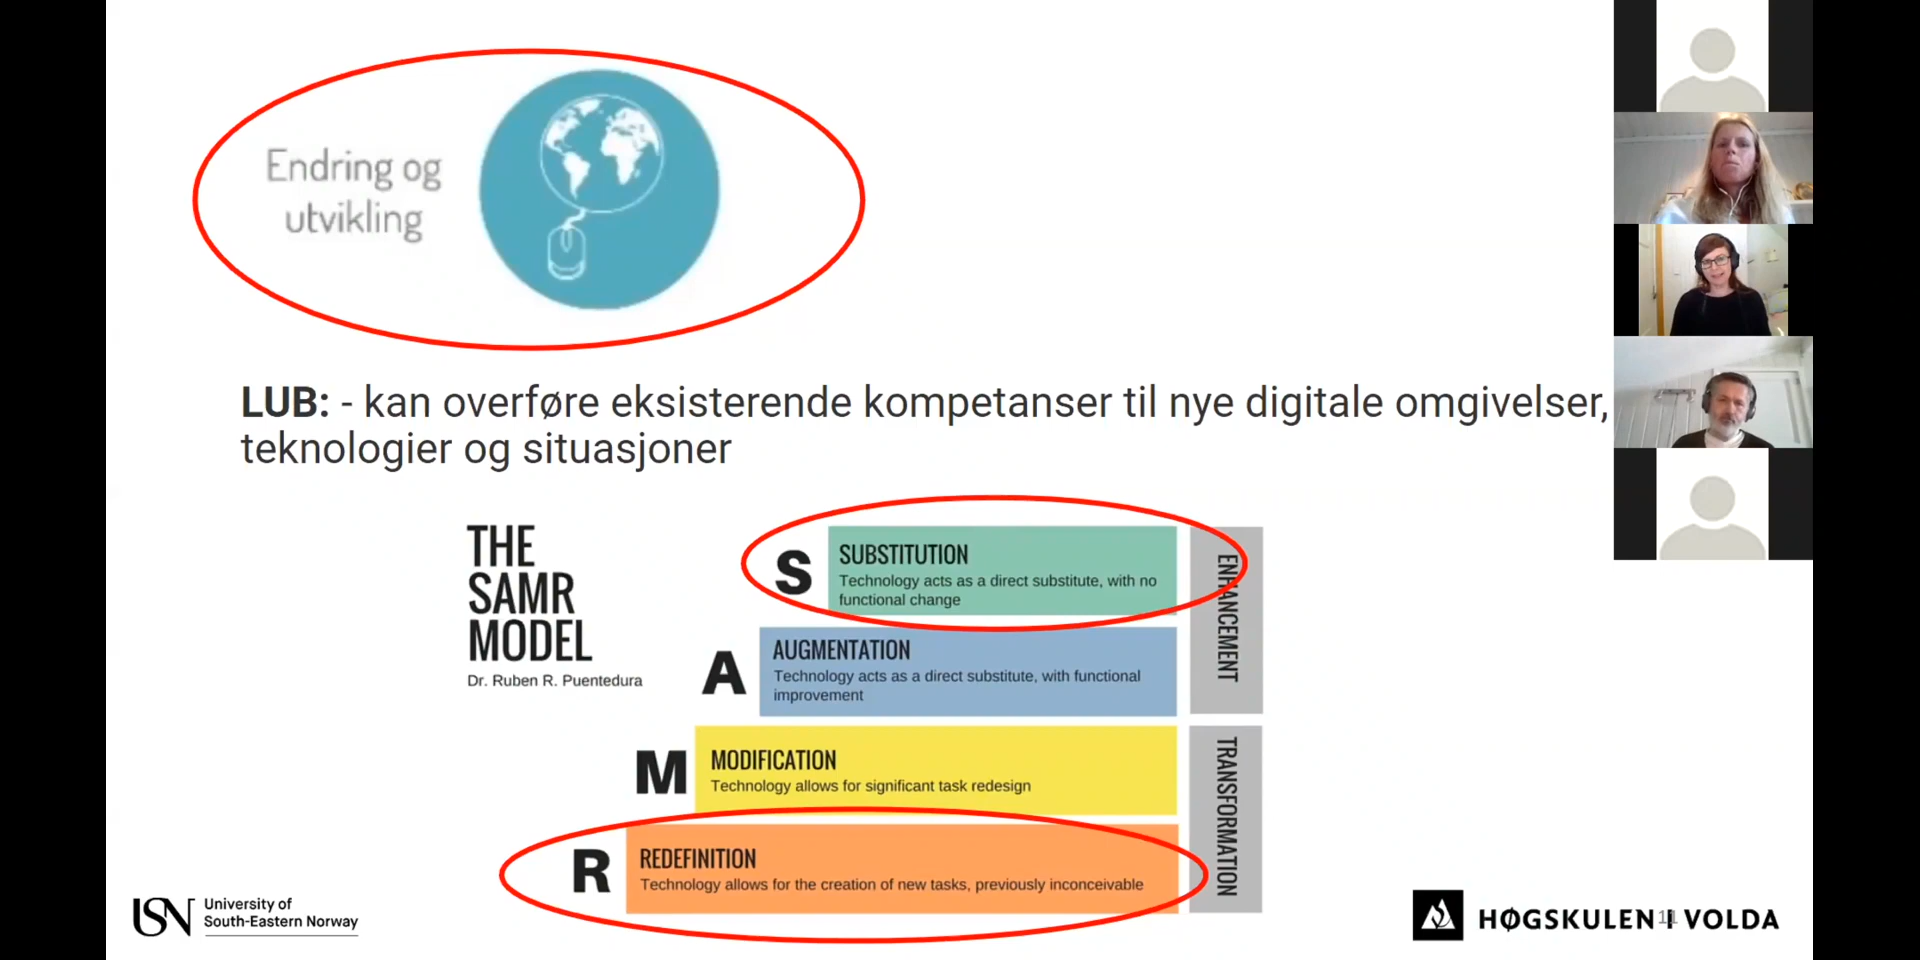 Endring og
utvikling
LUB: - kan overføre eksisterende kompetanser til nye digitale omgivelser,
teknologier og situasjoner
THE
SAMR
MODEL
Dr. Ruben R. Puentedura
S
SUBSTITUTION
Technology acts as a direct substitute, with no
functional change
A
AUGMENTATION
Technology acts as a direct substitute, with functional
improvement
ENHANCEMENT
M
MODIFICATION
Technology allows for significant task redesign
R
REDEFINITION
Technology allows for the creation of new tasks, previously inconceivable
TRANSFORMATION
USN
University of
South-Eastern Norway
HØGSKULEN I VOLDA
11